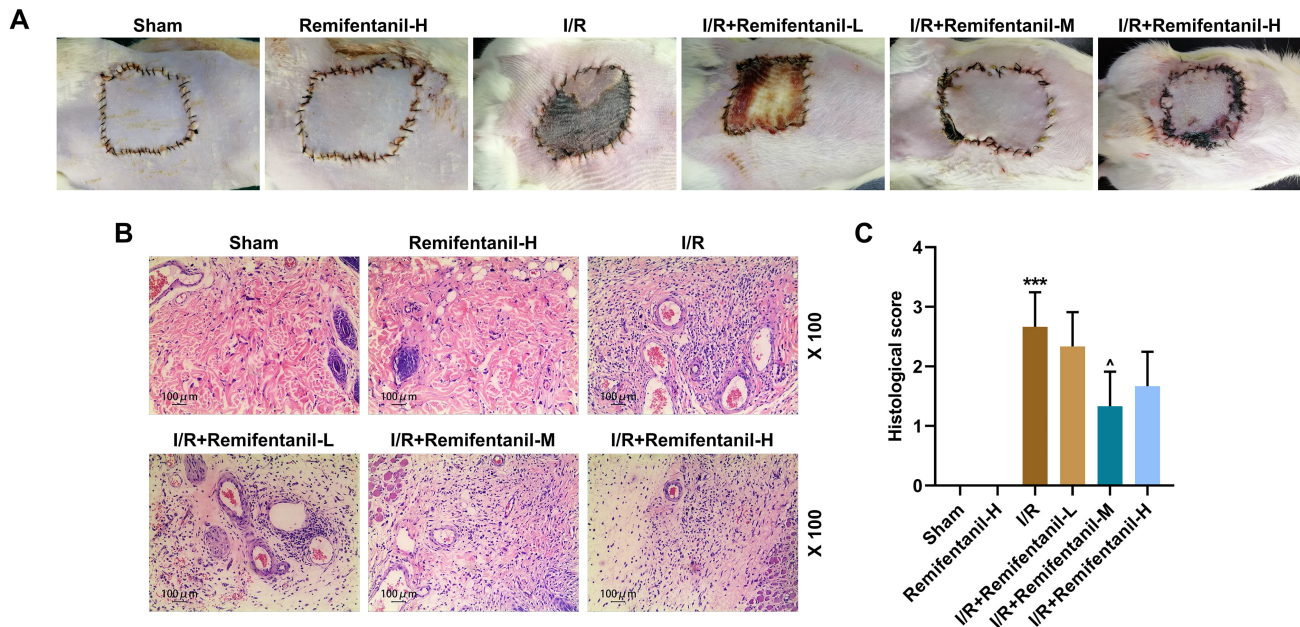 A
Sham
Remifentanil-H
I/R
I/R+Remifentanil-L
I/R+Remifentanil-M
I/R+Remifentanil-H
B
Sham
Remifentanil-H
I/R
100μm
100μm
100μm
X 100
I/R+Remifentanil-L
I/R+Remifentanil-M
I/R+Remifentanil-H
100μm
100μm
100μm
X 100
C
Histological score
4
3
2
1
0
***
^
Sham
Remifentanil-H
I/R
I/R+Remifentanil-L
I/R+Remifentanil-M
I/R+Remifentanil-H